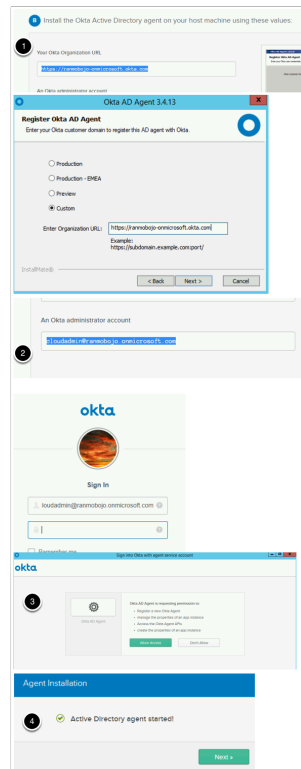 B Install the Okta Active Directory agent on your host machine using these values:
1
Your Okta Organization URL
https://ranmobojo-onmicrosoft.okta.com
An Okta administrator account
Okta AD Agent 3.4.13
X
Register Okta AD Agent
Enter your Okta customer domain to register this AD agent with Okta.
Production
Production - EMEA
Preview
Custom
Enter Organization URL: https://ranmobojo-onmicrosoft.okta.com
Example:
https://subdomain.example.com:port/
InstallMate®
< Back Next > Cancel
An Okta administrator account
2
cloudadmin@ranmobojo.onmicrosoft.com
okta
Sign In
loudadmin@ranmobojo.onmicrosoft.com
Remember me
Sign into Okta with agent service account
okta
3
Okta AD Agent
Okta AD Agent is requesting permission to:
Register a new Okta Agent
manage the properties of an app instance
Access the Okta Agent APIs
create the properties of an app instance
Allow Access Don't Allow
Agent Installation
4
Active Directory agent started!
Next »